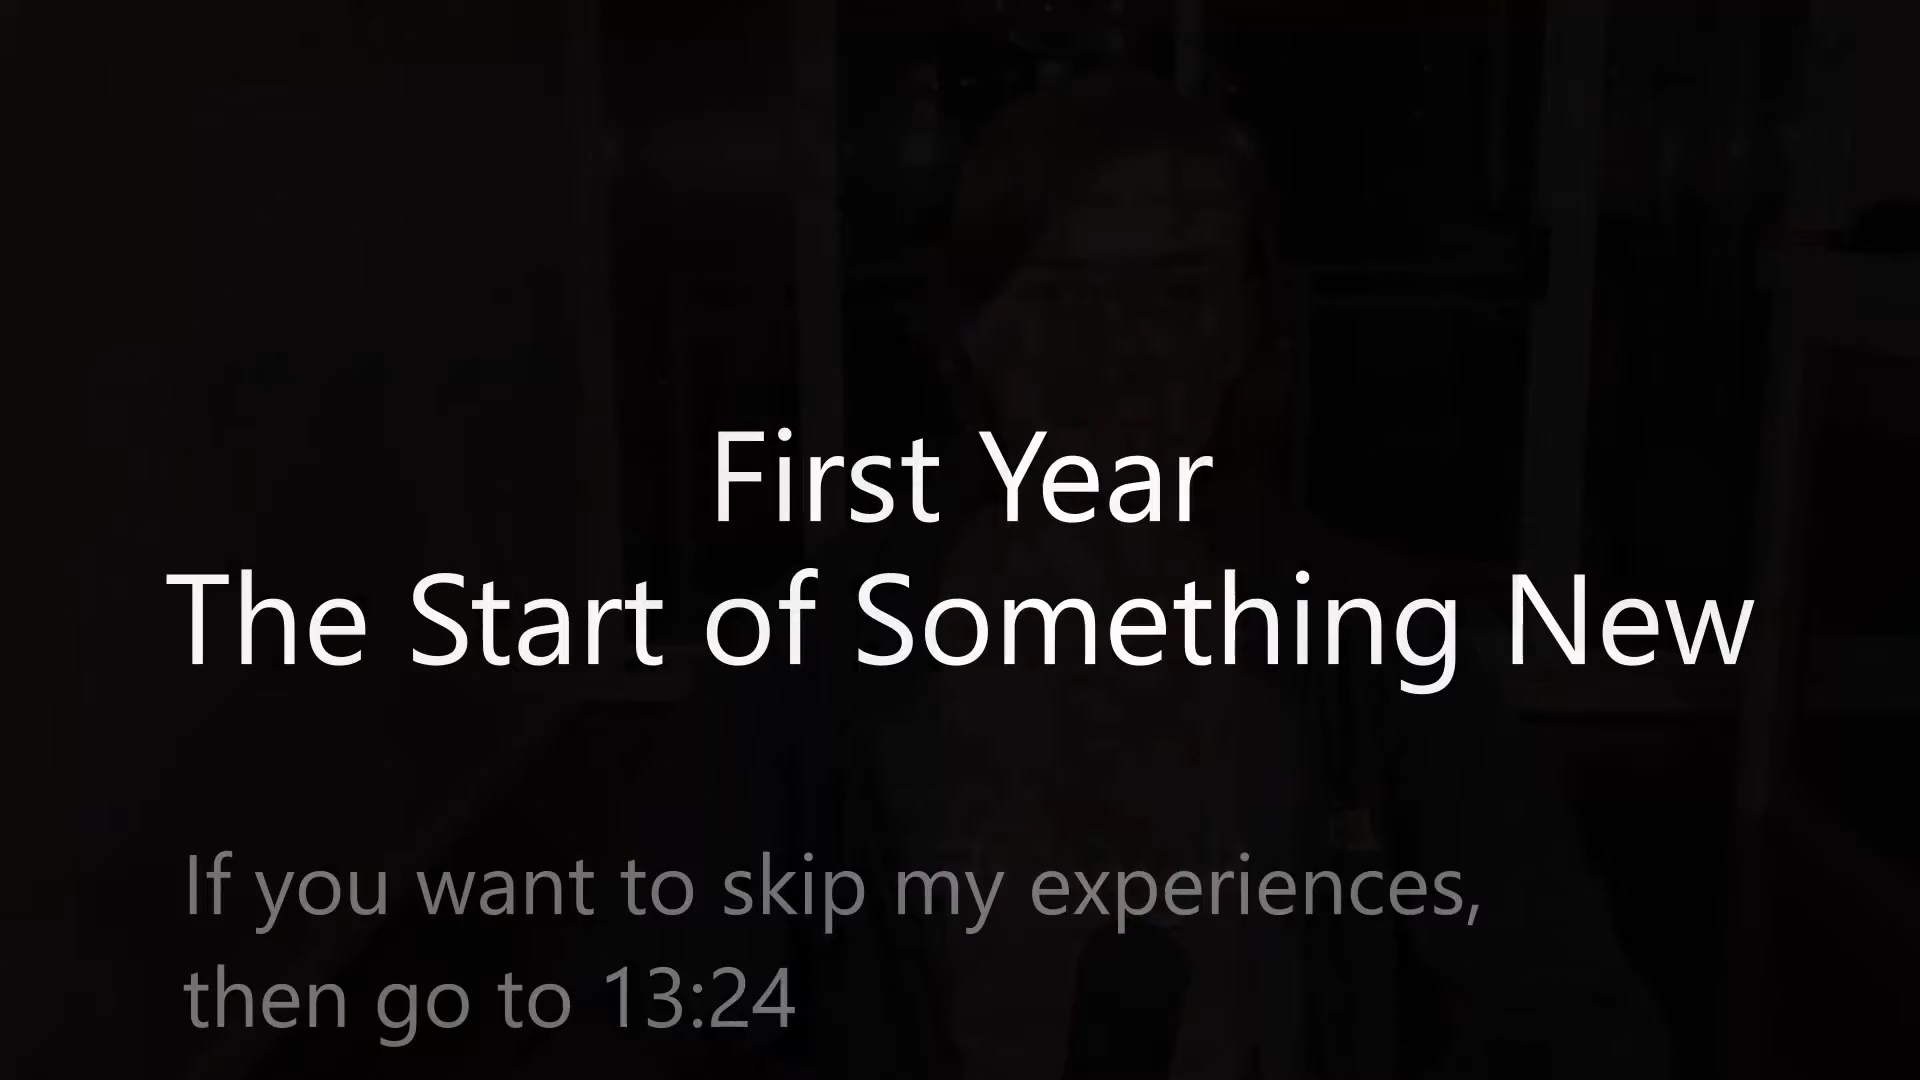 First Year
The Start of Something New
If you want to skip my experiences,
then go to 13:24